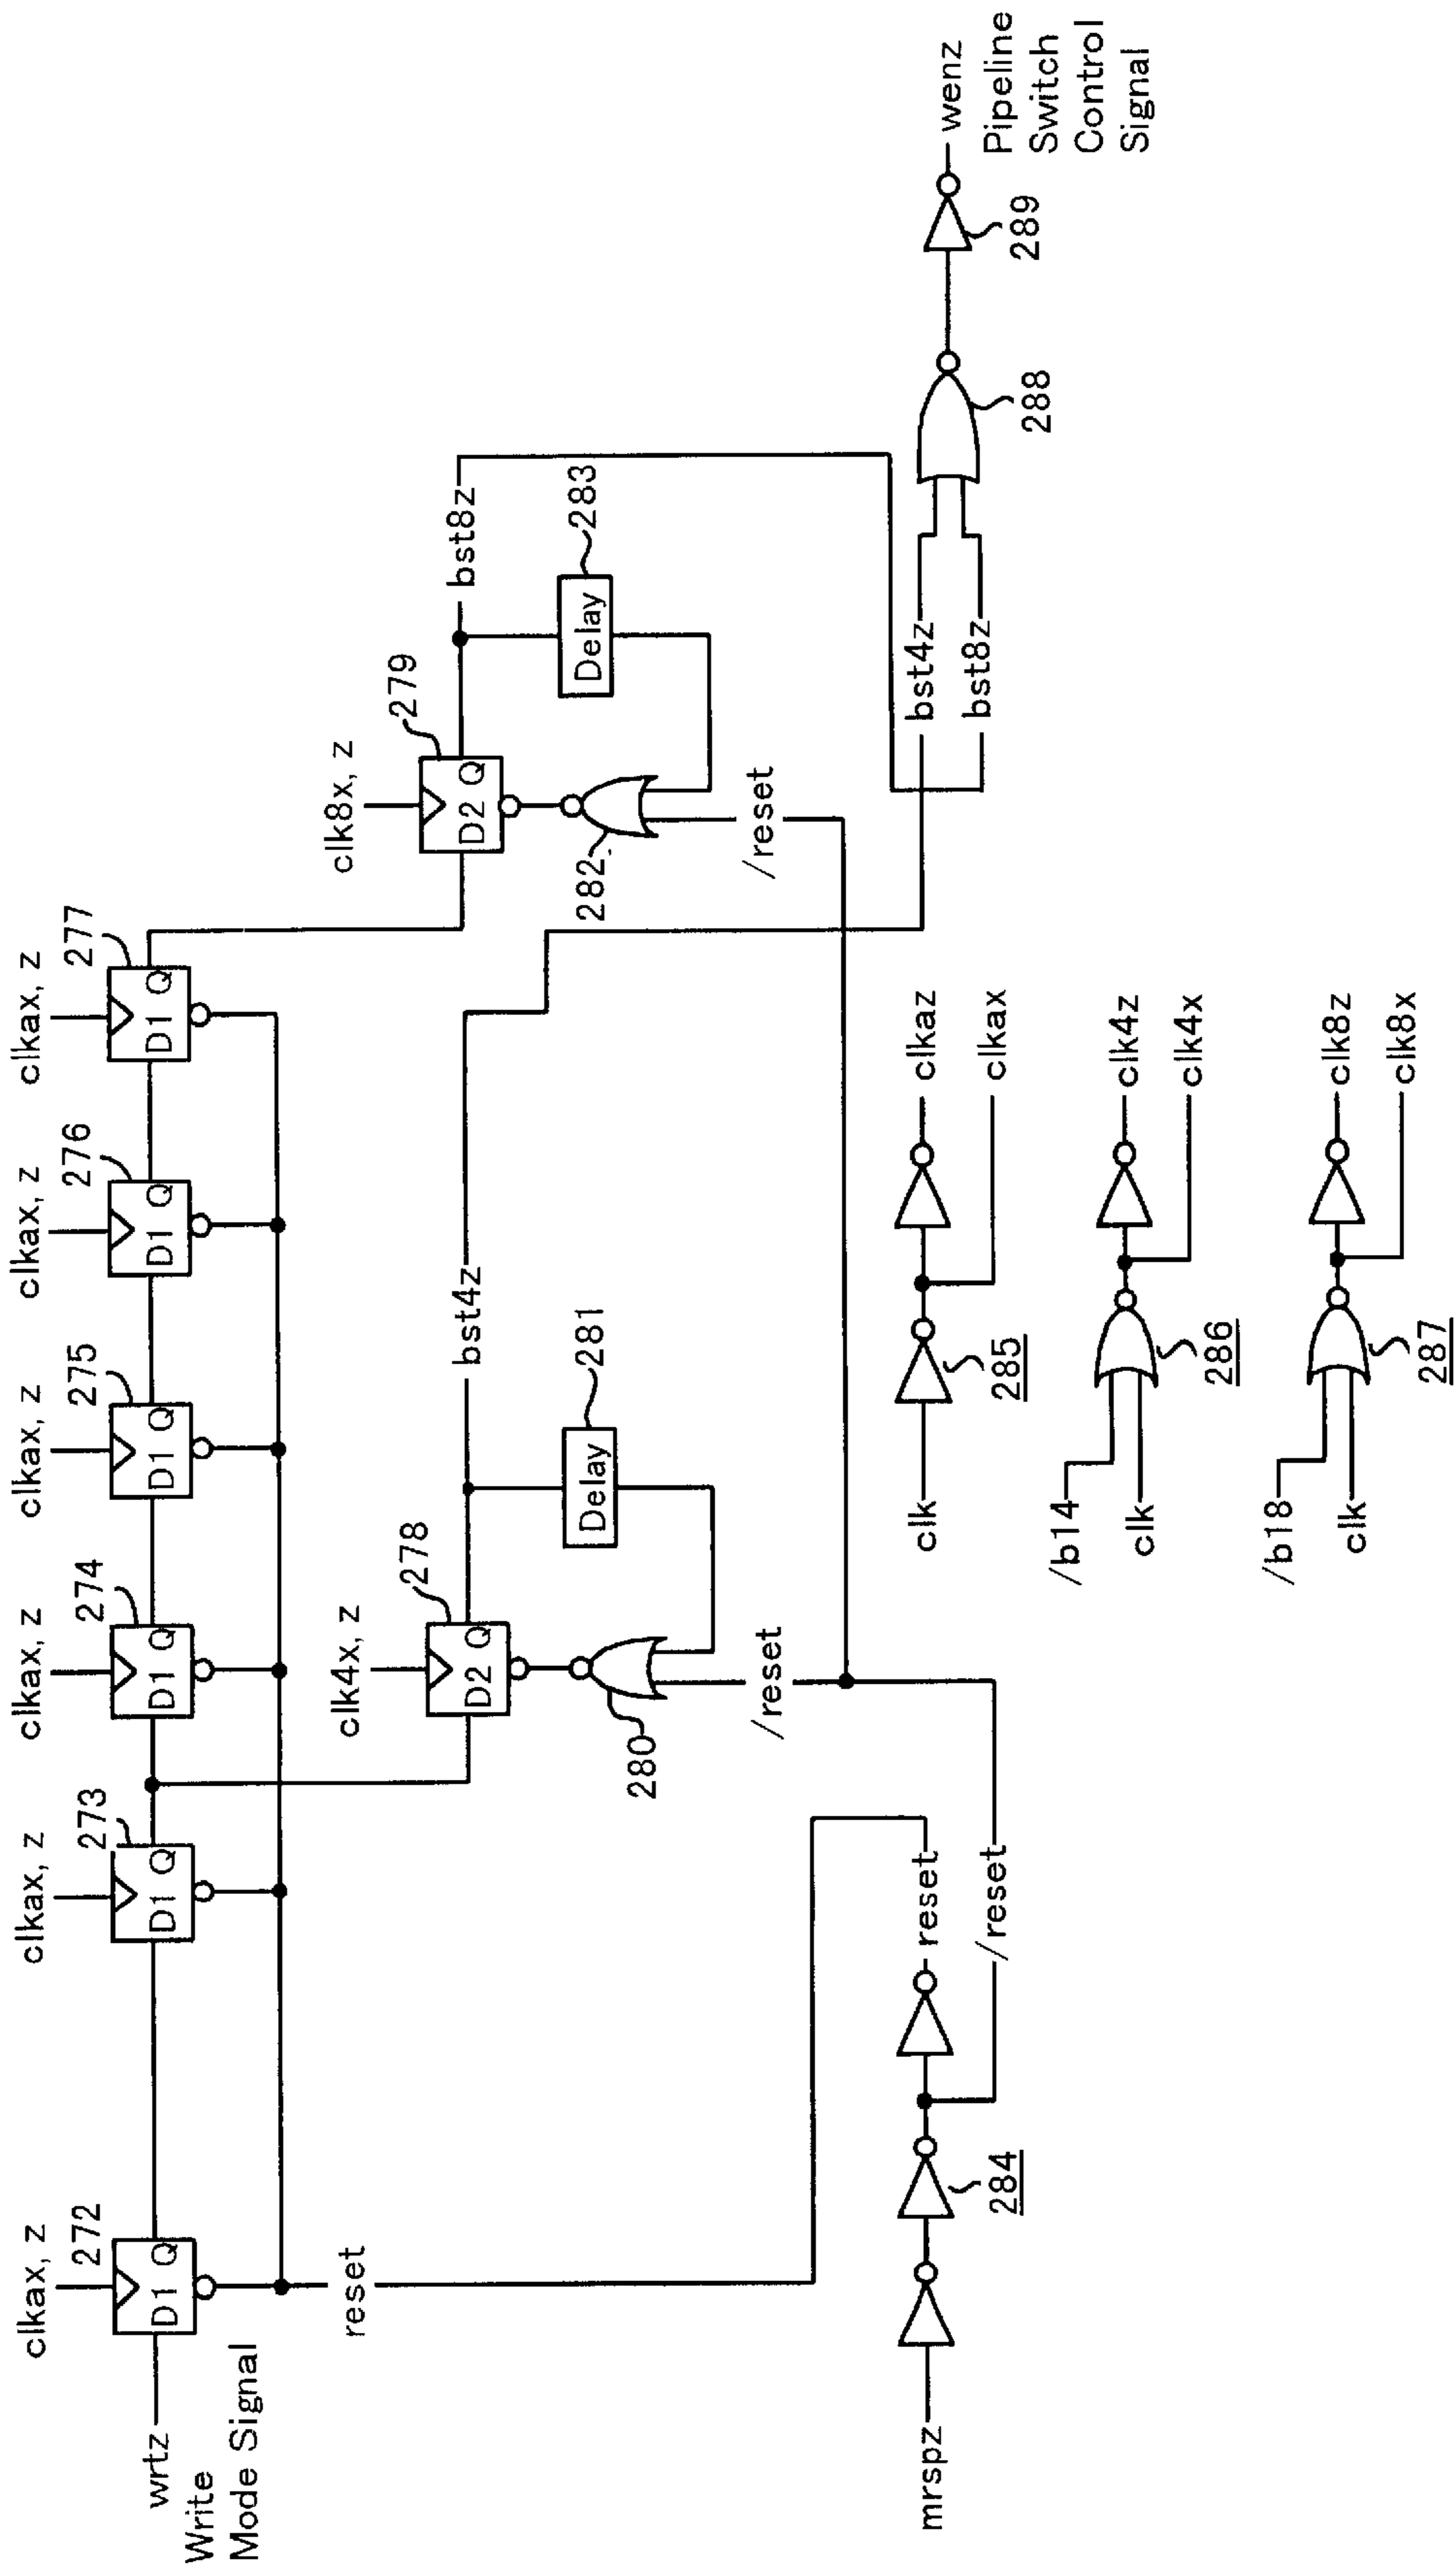 clkax, z
272
clkax, z
273
clkax, z
274
clkax, z
275
clkax, z
276
clkax, z
277
D1 Q
D1 Q
D1 Q
D1 Q
D1 Q
D1 Q
wrtz
Write
Mode Signal
reset
clk4x, z
278
D2 Q
bst4z
Delay
281
280
/reset
clk8x, z
279
D2 Q
bst8z
Delay
283
282
/reset
mrspz
284
reset
/reset
clk
285
clkaz
clkax
/b14
clk
286
clk4z
clk4x
/b18
clk
287
clk8z
clk8x
bst4z
bst8z
288
289
wenz
Pipeline
Switch
Control
Signal